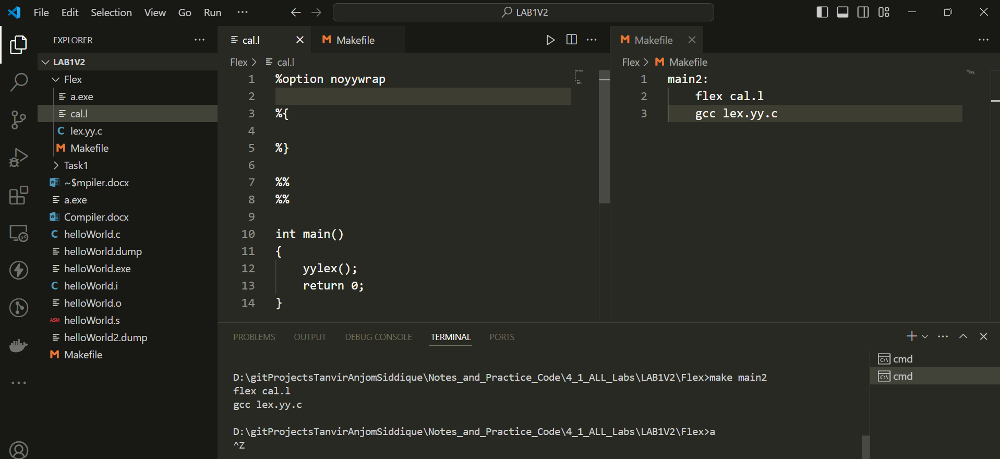 File Edit Selection View Go Run ··· LAB1V2
EXPLORER ···
LAB1V2
Flex
a.exe
cal.l
lex.yy.c
Makefile
Task1
~$mpiler.docx
a.exe
Compiler.docx
helloWorld.c
helloWorld.dump
helloWorld.exe
helloWorld.i
helloWorld.o
ASM helloWorld.s
helloWorld2.dump
Makefile
cal.l Makefile
Flex > cal.l
1 %option noyywrap
2
3 %{
4
5 %}
6
7 %%
8 %%
9
10 int main()
11 {
12 yylex();
13 return 0;
14 }
Makefile
Flex > Makefile
1 main2:
2 flex cal.l
3 gcc lex.yy.c
PROBLEMS OUTPUT DEBUG CONSOLE TERMINAL PORTS
D:\gitProjectsTanvirAnjomSiddique\Notes_and_Practice_Code\4_1_ALL_Labs\LAB1V2\Flex>make main2
flex cal.l
gcc lex.yy.c
D:\gitProjectsTanvirAnjomSiddique\Notes_and_Practice_Code\4_1_ALL_Labs\LAB1V2\Flex>a
^Z
cmd
cmd